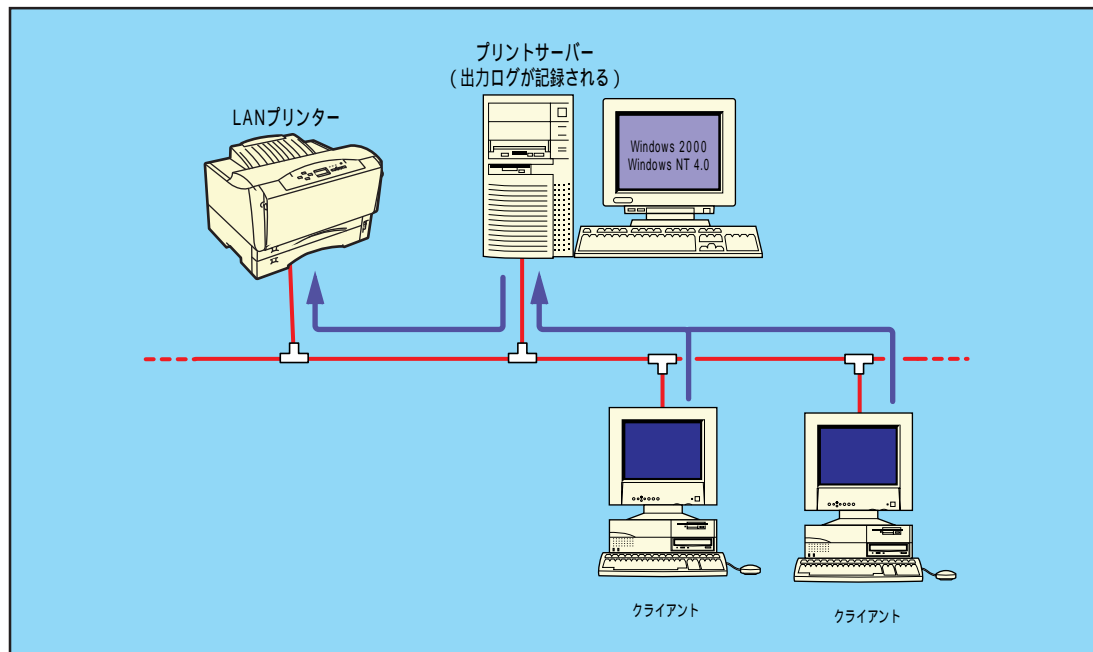 プリントサーバー
(出力ログが記録される)
LANプリンター
Windows 2000
Windows NT 4.0
クライアント
クライアント